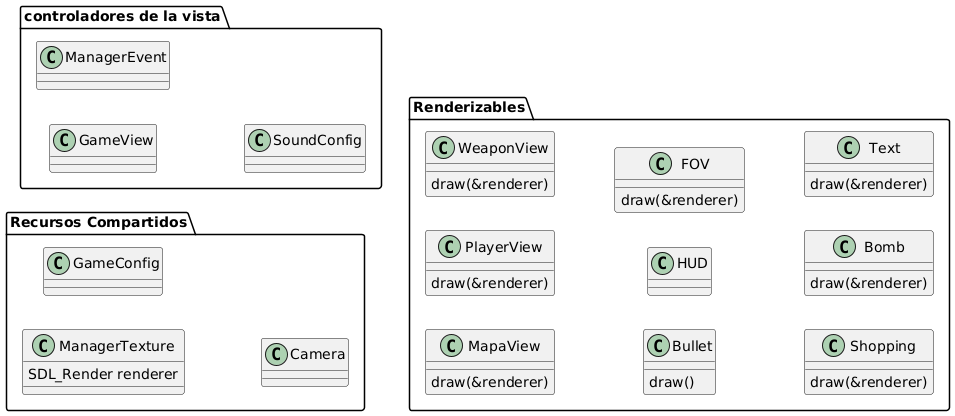 controladores de la vista
C ManagerEvent
C GameView
C SoundConfig
Recursos Compartidos
C GameConfig
C ManagerTexture
SDL_Render renderer
C Camera
Renderizables
C WeaponView
draw(&renderer)
C FOV
draw(&renderer)
C Text
draw(&renderer)
C PlayerView
draw(&renderer)
C HUD
C Bomb
draw(&renderer)
C MapaView
draw(&renderer)
C Bullet
draw()
C Shopping
draw(&renderer)